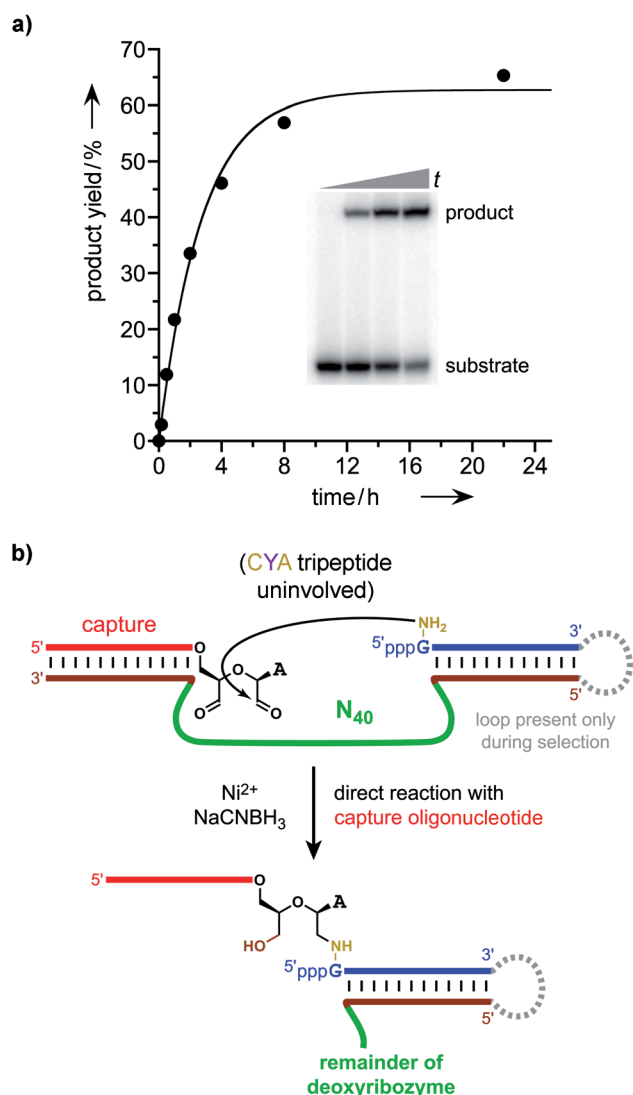 a)
70
60
50
40
30
20
10
0
product yield/%
0 4 8 12 16 20 24
time/h
t
product
substrate
b)
(CYA tripeptide
uninvolved)
capture
5'
3'
O
O
A
O
O
N40
NH2
5'pppG
3'
5'
loop present only
during selection
Ni2+
NaCNBH3
direct reaction with
capture oligonucleotide
5'
O
O
A
HO
NH
5'pppG
3'
5'
remainder of
deoxyribozyme